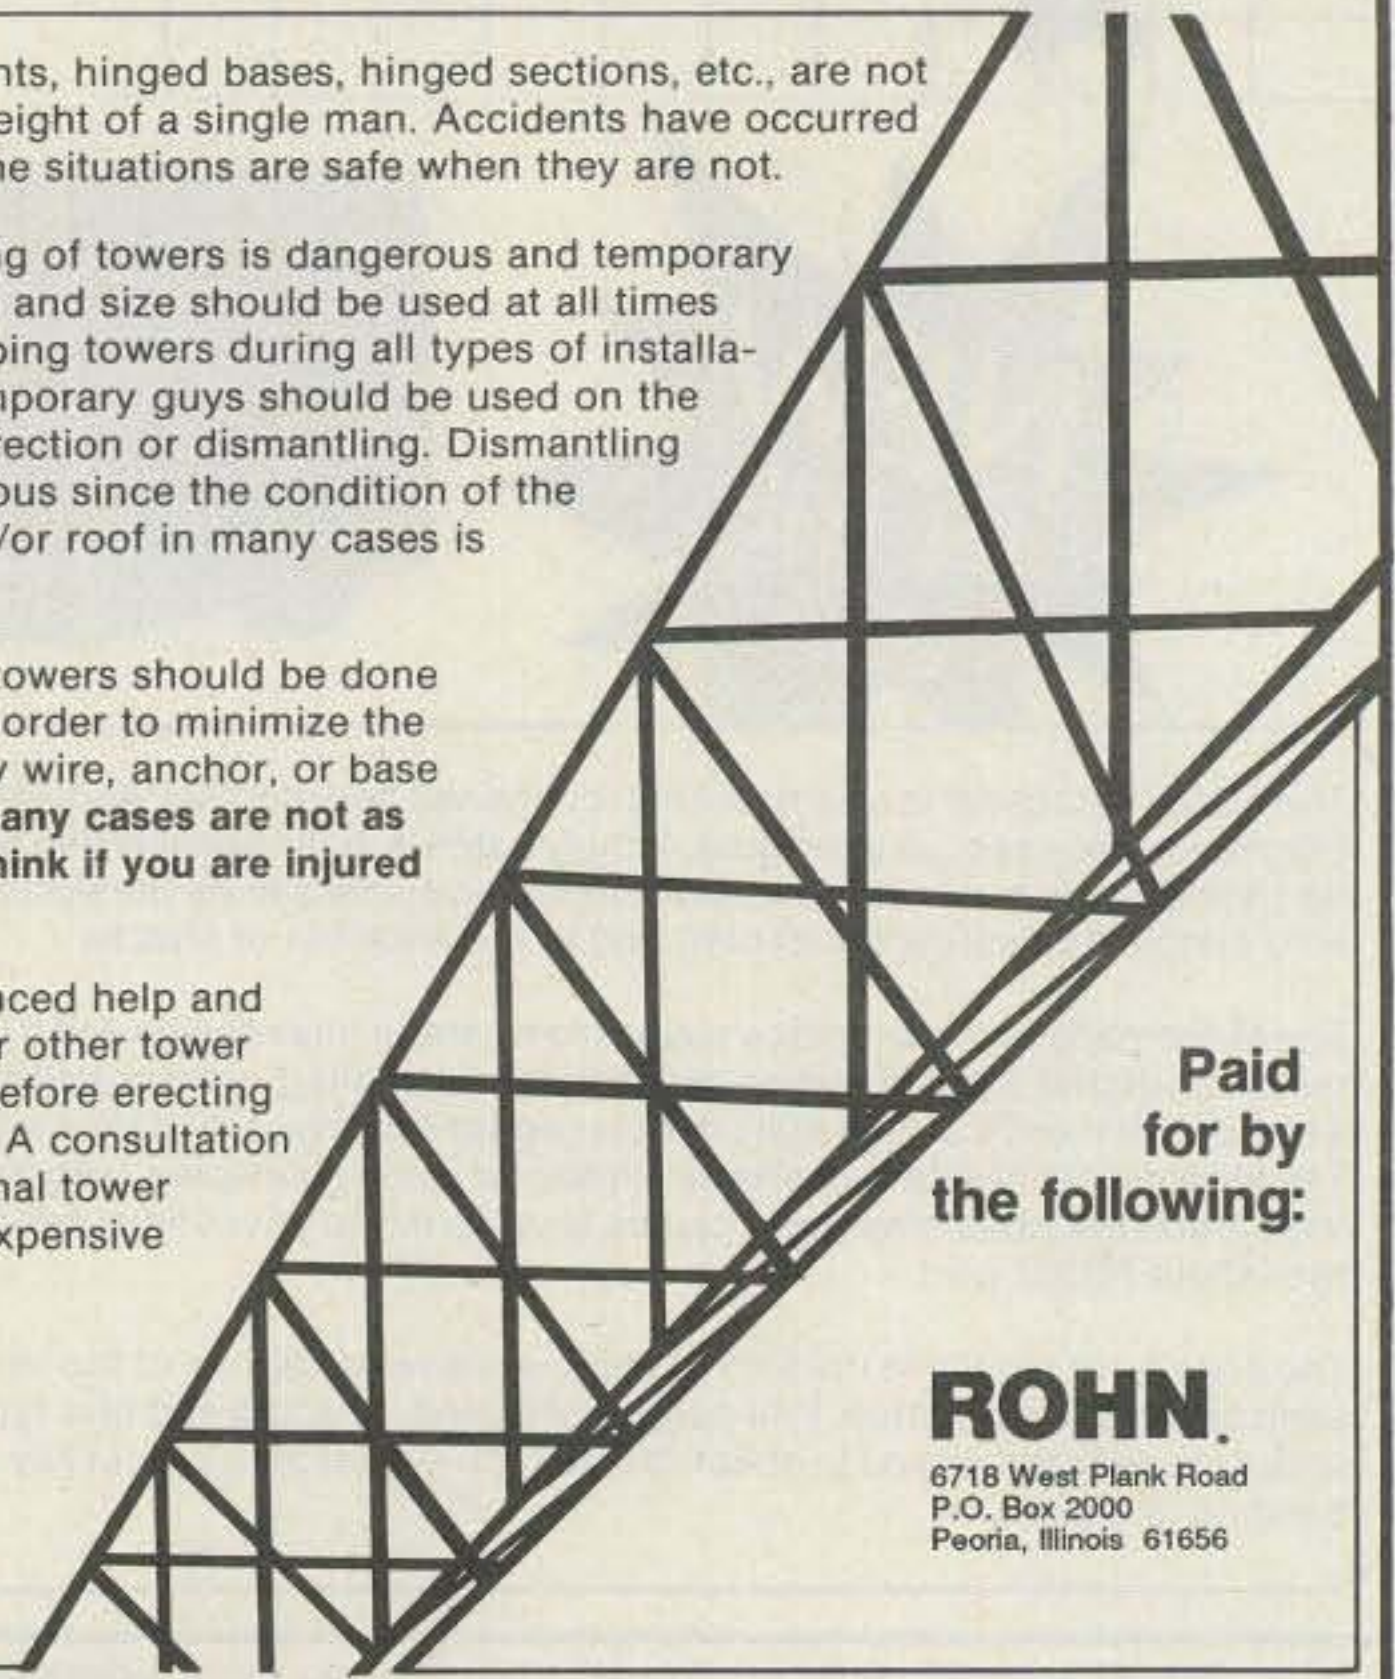 nts, hinged bases, hinged sections, etc., are not
eight of a single man. Accidents have occurred
ne situations are safe when they are not.
ng of towers is dangerous and temporary
and size should be used at all times
bing towers during all types of installa-
nporary guys should be used on the
rection or dismantling. Dismantling
ous since the condition of the
/or roof in many cases is
towers should be done
order to minimize the
y wire, anchor, or base
any cases are not as
hink if you are injured
nced help and
r other tower
efore erecting
A consultation
nal tower
xpensive
Paid
for by
the following:
ROHN.
6718 West Plank Road
P.O. Box 2000
Peoria, Illinois 61656